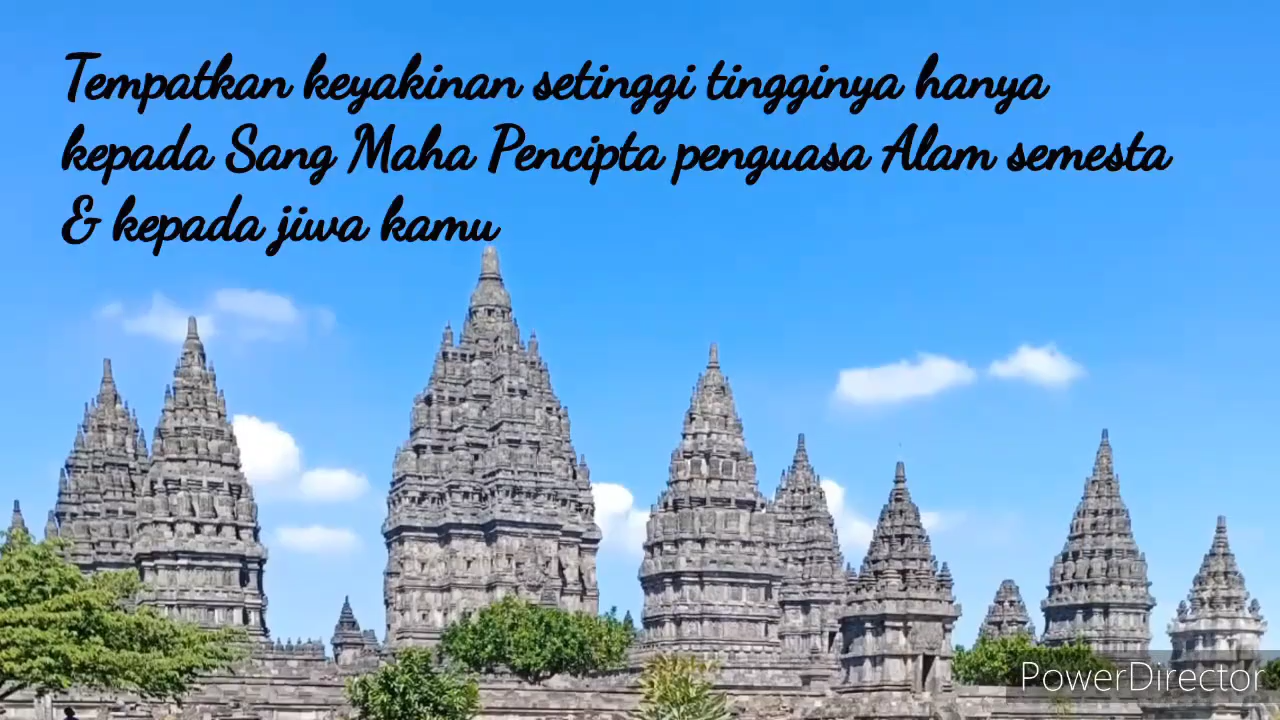 Tempatkan keyakinan setinggi tingginya hanya
kepada Sang Maha Pencipta penguasa Alam semesta
& kepada jiwa kamu
PowerDirector